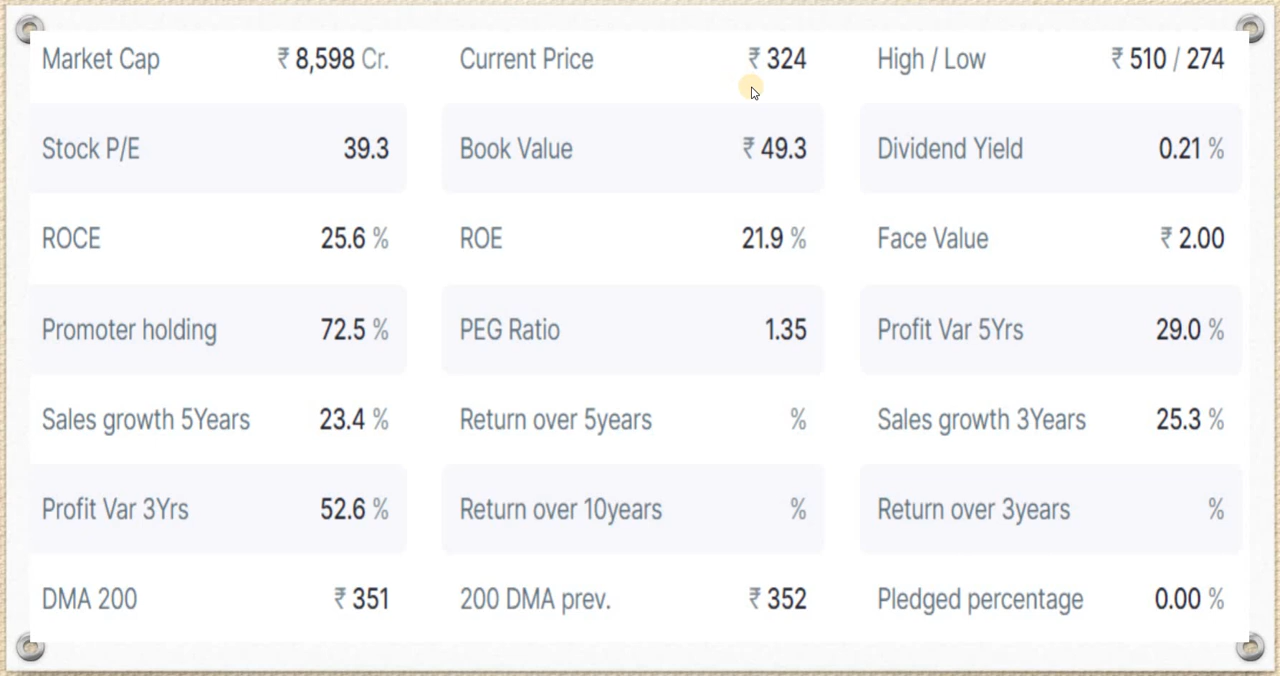 Market Cap ₹ 8,598 Cr. Current Price ₹ 324 High / Low ₹ 510 / 274
Stock P/E 39.3 Book Value ₹ 49.3 Dividend Yield 0.21 %
ROCE 25.6 % ROE 21.9 % Face Value ₹ 2.00
Promoter holding 72.5 % PEG Ratio 1.35 Profit Var 5Yrs 29.0 %
Sales growth 5Years 23.4 % Return over 5years % Sales growth 3Years 25.3 %
Profit Var 3Yrs 52.6 % Return over 10years % Return over 3years %
DMA 200 ₹ 351 200 DMA prev. ₹ 352 Pledged percentage 0.00 %